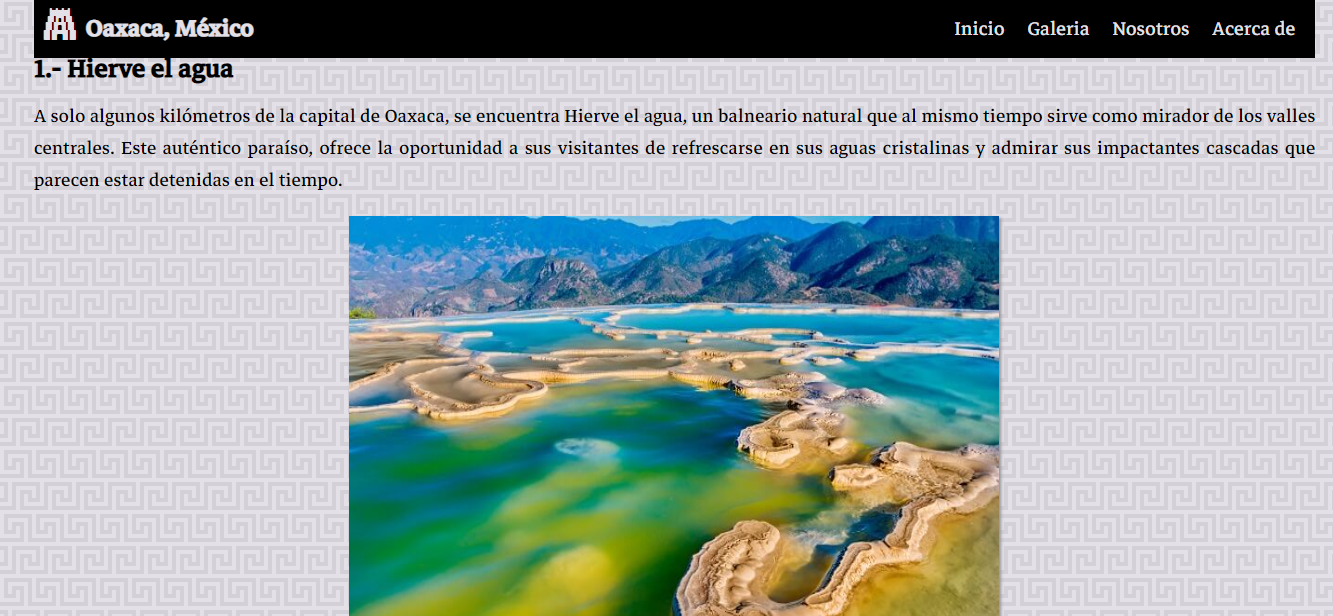 Oaxaca, México
Inicio Galeria Nosotros Acerca de
1.- Hierve el agua
A solo algunos kilómetros de la capital de Oaxaca, se encuentra Hierve el agua, un balneario natural que al mismo tiempo sirve como mirador de los valles
centrales. Este auténtico paraíso, ofrece la oportunidad a sus visitantes de refrescarse en sus aguas cristalinas y admirar sus impactantes cascadas que
parecen estar detenidas en el tiempo.